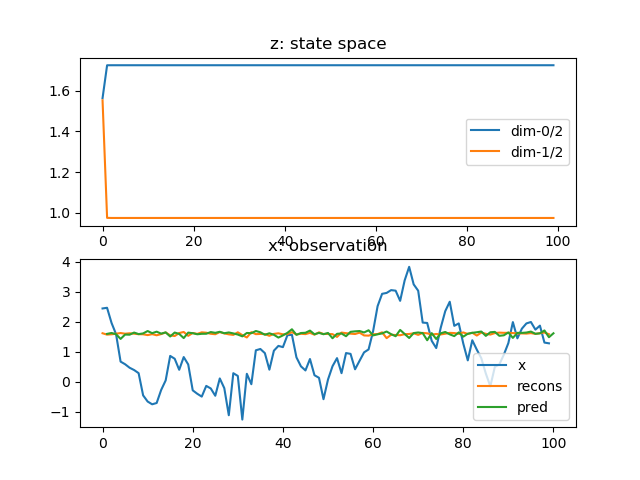 z: state space
1.6
1.4
1.2
1.0
dim-0/2
dim-1/2
0 20 40 60 80 100
x: observation
4
3
2
1
0
−1
x
recons
pred
0 20 40 60 80 100